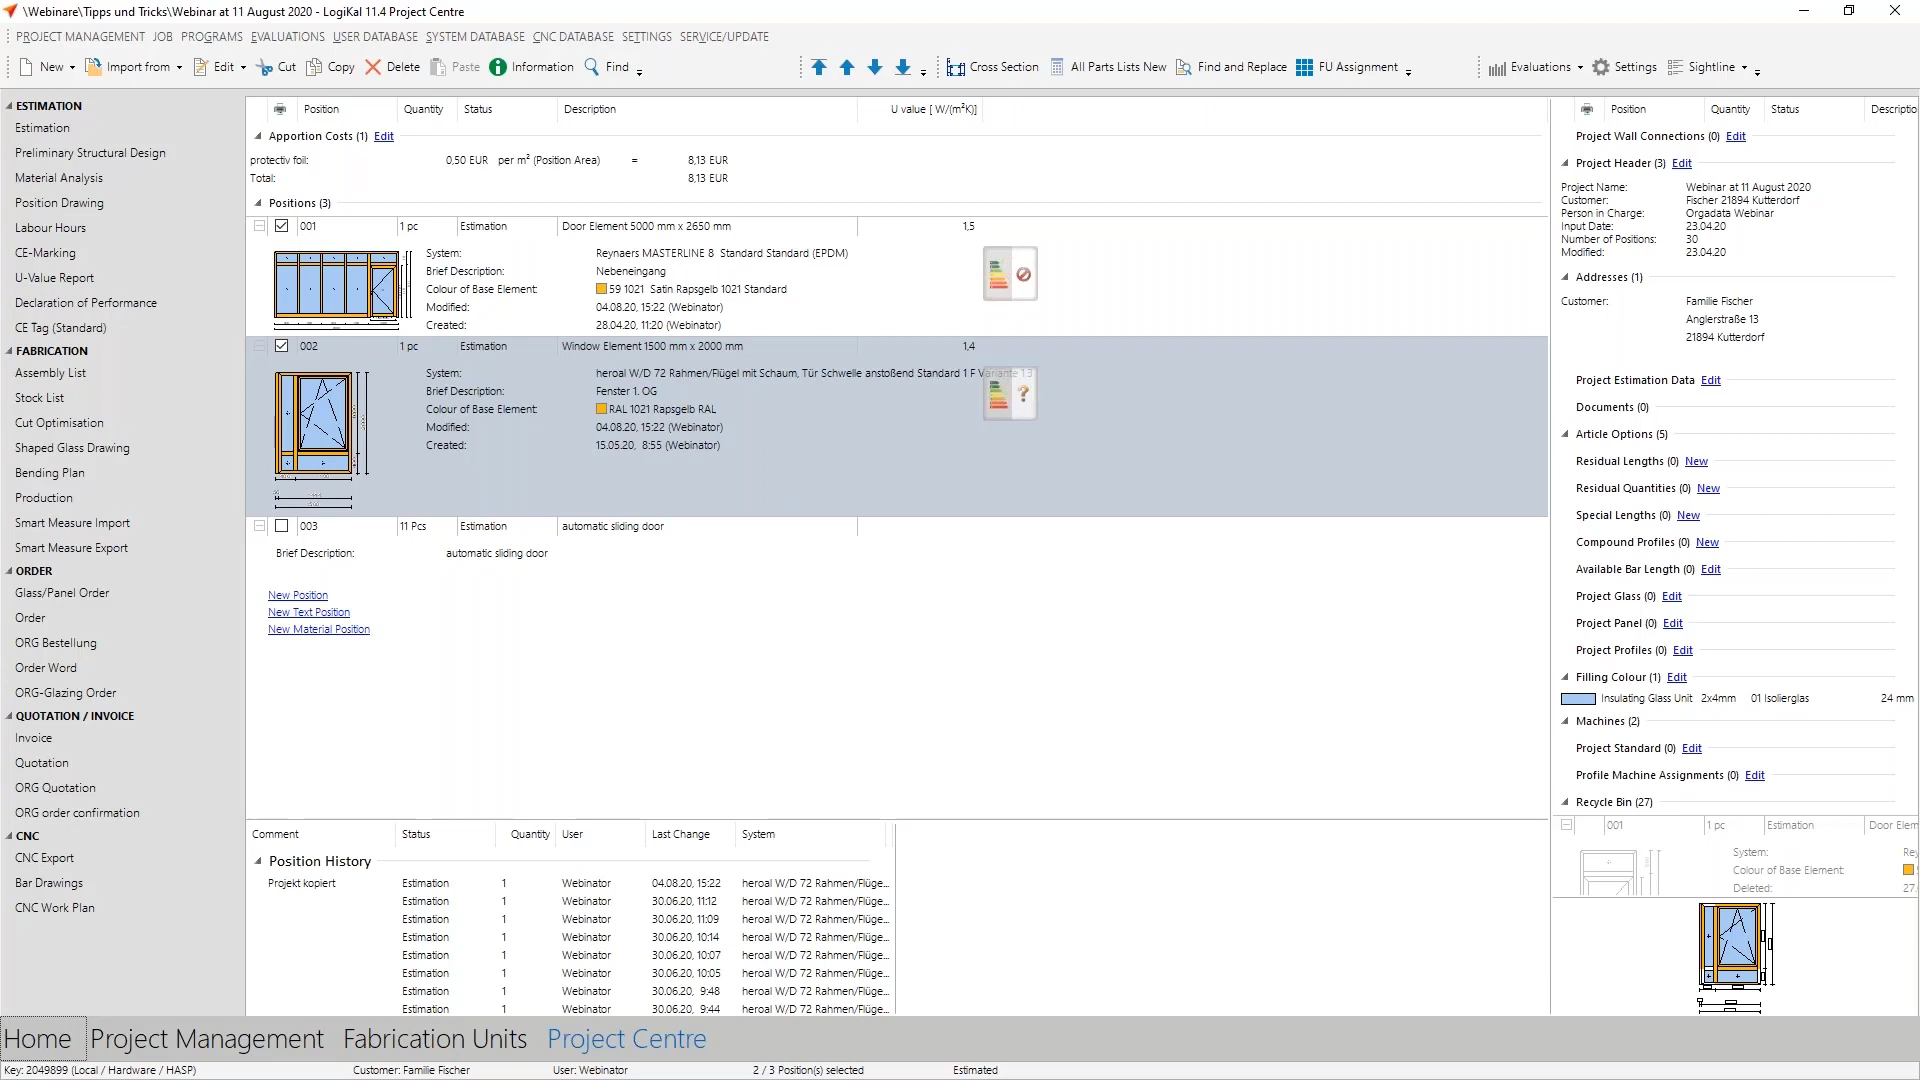 \Webinare\Tipps und Tricks\Webinar at 11 August 2020 - LogiKal 11.4 Project Centre
PROJECT MANAGEMENT JOB PROGRAMS EVALUATIONS USER DATABASE SYSTEM DATABASE CNC DATABASE SETTINGS SERVICE/UPDATE
New Import from Edit Cut Copy Delete Paste Information Find Cross Section All Parts Lists New Find and Replace FU Assignment Evaluations Settings Sightline
ESTIMATION
Estimation
Preliminary Structural Design
Material Analysis
Position Drawing
Labour Hours
CE-Marking
U-Value Report
Declaration of Performance
CE Tag (Standard)
FABRICATION
Assembly List
Stock List
Cut Optimisation
Shaped Glass Drawing
Bending Plan
Production
Smart Measure Import
Smart Measure Export
ORDER
Glass/Panel Order
Order
ORG Bestellung
Order Word
ORG-Glazing Order
QUOTATION / INVOICE
Invoice
Quotation
ORG Quotation
ORG order confirmation
CNC
CNC Export
Bar Drawings
CNC Work Plan
Position Quantity Status Description U value [ W/(m²K)]
Apportion Costs (1) Edit
protectiv foil: 0,50 EUR per m² (Position Area) = 8,13 EUR
Total: 8,13 EUR
Positions (3)
001 1 pc Estimation Door Element 5000 mm x 2650 mm 1,5
System: Reynaers MASTERLINE 8 Standard Standard (EPDM)
Brief Description: Nebeneingang
Colour of Base Element: 59 1021 Satin Rapsgelb 1021 Standard
Modified: 04.08.20, 15:22 (Webinator)
Created: 28.04.20, 11:20 (Webinator)
002 1 pc Estimation Window Element 1500 mm x 2000 mm 1,4
System: heroal W/D 72 Rahmen/Flügel mit Schaum, Tür Schwelle anstoßend Standard 1 F Variante 1.3
Brief Description: Fenster 1. OG
Colour of Base Element: RAL 1021 Rapsgelb RAL
Modified: 04.08.20, 15:22 (Webinator)
Created: 15.05.20, 8:55 (Webinator)
003 11 Pcs Estimation automatic sliding door
Brief Description: automatic sliding door
New Position
New Text Position
New Material Position
Comment Status Quantity User Last Change System
Position History
Projekt kopiert Estimation 1 Webinator 04.08.20, 15:22 heroal W/D 72 Rahmen/Flüge...
Estimation 1 Webinator 30.06.20, 11:12 heroal W/D 72 Rahmen/Flüge...
Estimation 1 Webinator 30.06.20, 11:09 heroal W/D 72 Rahmen/Flüge...
Estimation 1 Webinator 30.06.20, 10:14 heroal W/D 72 Rahmen/Flüge...
Estimation 1 Webinator 30.06.20, 10:07 heroal W/D 72 Rahmen/Flüge...
Estimation 1 Webinator 30.06.20, 10:05 heroal W/D 72 Rahmen/Flüge...
Estimation 1 Webinator 30.06.20, 9:48 heroal W/D 72 Rahmen/Flüge...
Estimation 1 Webinator 30.06.20, 9:44 heroal W/D 72 Rahmen/Flüge...
Position Quantity Status Descriptio
Project Wall Connections (0) Edit
Project Header (3) Edit
Project Name: Webinar at 11 August 2020
Customer: Fischer 21894 Kutterdorf
Person in Charge: Orgadata Webinar
Input Date: 23.04.20
Number of Positions: 30
Modified: 23.04.20
Addresses (1)
Customer: Familie Fischer
Anglerstraße 13
21894 Kutterdorf
Project Estimation Data Edit
Documents (0)
Article Options (5)
Residual Lengths (0) New
Residual Quantities (0) New
Special Lengths (0) New
Compound Profiles (0) New
Available Bar Length (0) Edit
Project Glass (0) Edit
Project Panel (0) Edit
Project Profiles (0) Edit
Filling Colour (1) Edit
Insulating Glass Unit 2x4mm 01 Isolierglas 24 mm
Machines (2)
Project Standard (0) Edit
Profile Machine Assignments (0) Edit
Recycle Bin (27)
001 1 pc Estimation Door Elem
System: Rey
Colour of Base Element:
Deleted: 27.
Home Project Management Fabrication Units Project Centre
Key: 2049899 (Local / Hardware / HASP) Customer: Familie Fischer User: Webinator 2 / 3 Position(s) selected Estimated